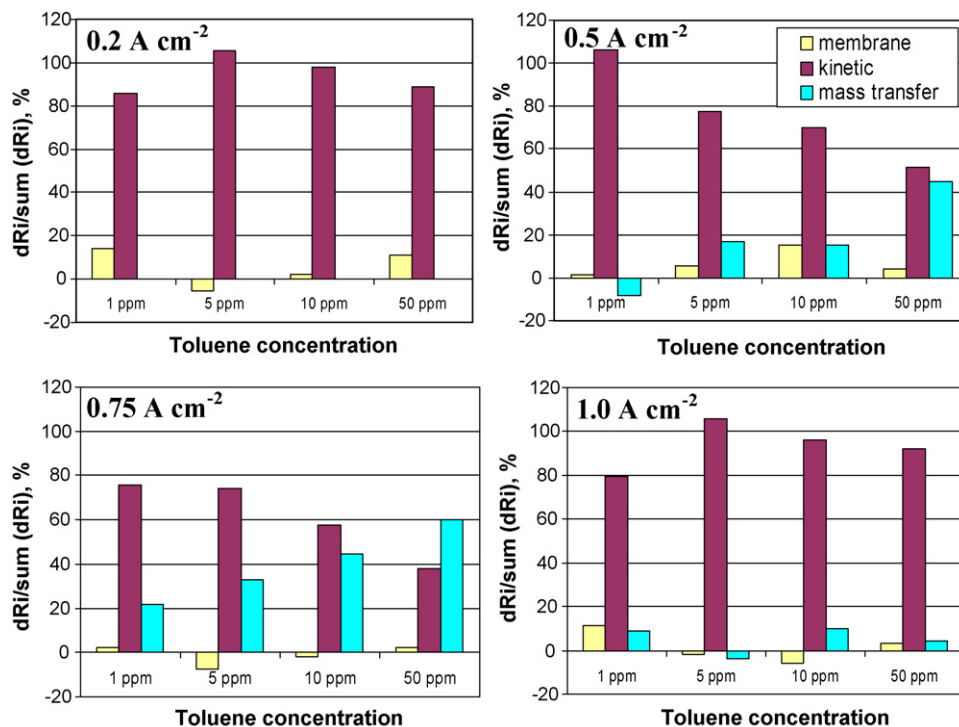 0.2 A cm-2
dRi/sum (dRi), %
120
100
80
60
40
20
0
-20
1 ppm 5 ppm 10 ppm 50 ppm
Toluene concentration
0.5 A cm-2
membrane
kinetic
mass transfer
dRi/sum (dRi), %
120
100
80
60
40
20
0
-20
1 ppm 5 ppm 10 ppm 50 ppm
Toluene concentration
0.75 A cm-2
dRi/sum (dRi), %
120
100
80
60
40
20
0
-20
1 ppm 5 ppm 10 ppm 50 ppm
Toluene concentration
1.0 A cm-2
dRi/sum (dRi), %
120
100
80
60
40
20
0
-20
1 ppm 5 ppm 10 ppm 50 ppm
Toluene concentration